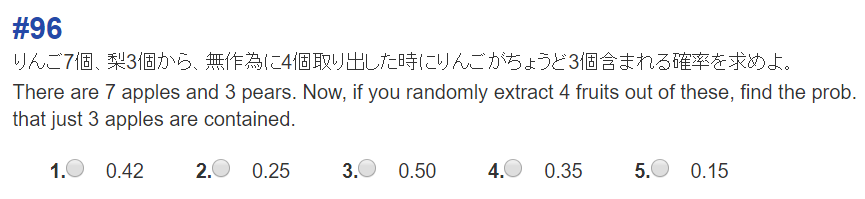 #96
りんご7個、梨3個から、無作為に4個取り出した時にりんごがちょうど3個含まれる確率を求めよ。
There are 7 apples and 3 pears. Now, if you randomly extract 4 fruits out of these, find the prob.
that just 3 apples are contained.
1. 0.42 2. 0.25 3. 0.50 4. 0.35 5. 0.15